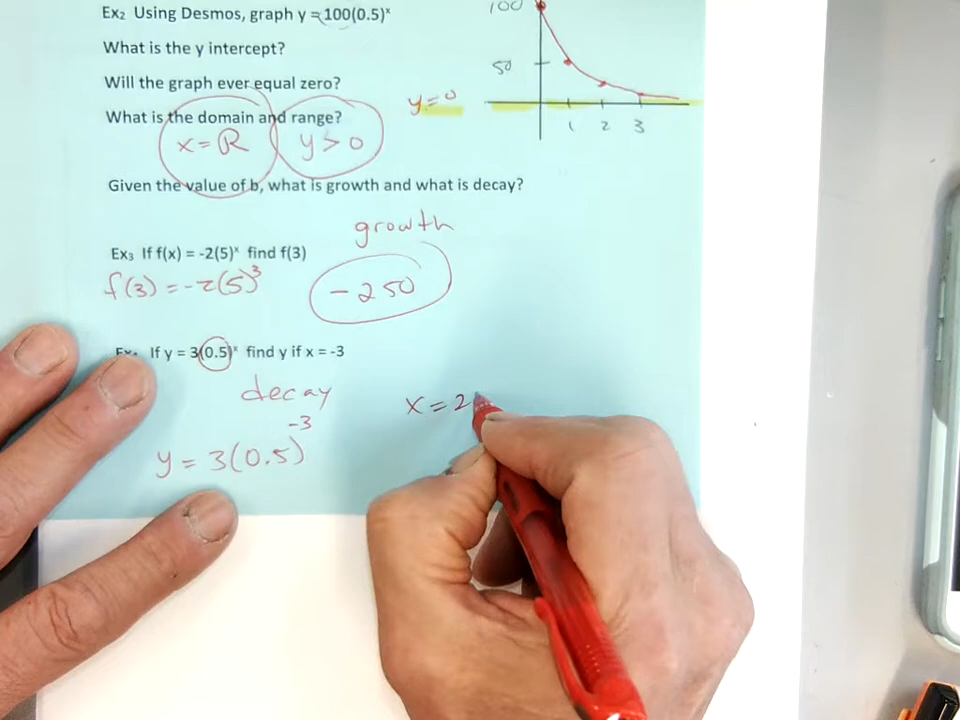 Ex₂ Using Desmos, graph y = 100(0.5)ˣ
100
What is the y intercept?
50
Will the graph ever equal zero?
y=0
What is the domain and range?
1 2 3
x=ℝ y>0
Given the value of b, what is growth and what is decay?
growth
Ex₃ If f(x) = -2(5)ˣ find f(3)
f(3) = -2(5)³
-250
If y = 3(0.5)ˣ find y if x = -3
decay
x=2
y = 3(0.5)⁻³